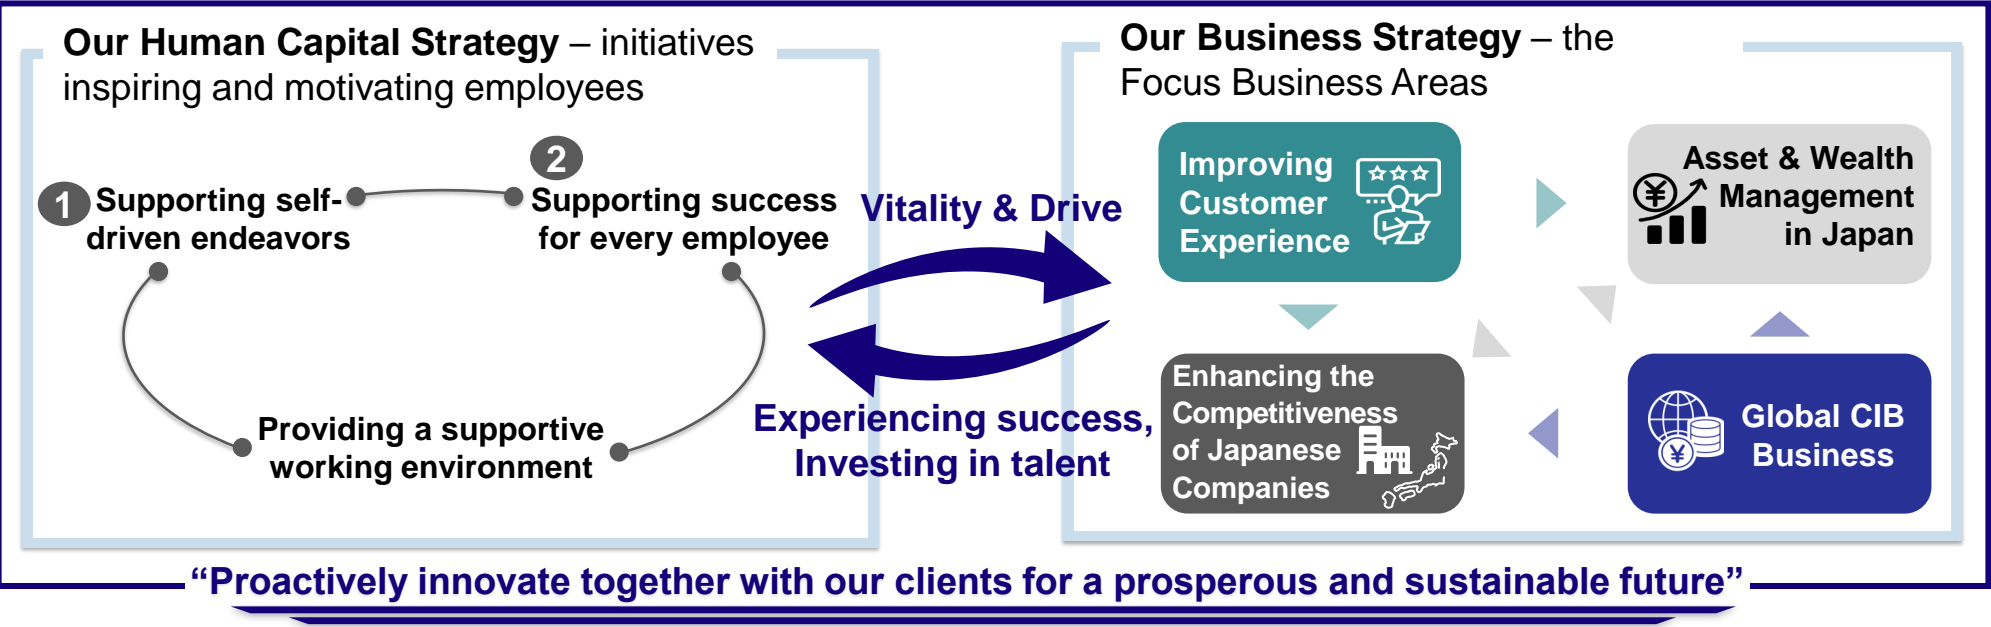 Our Human Capital Strategy – initiatives
inspiring and motivating employees
1
Supporting self-
driven endeavors
2
Supporting success
for every employee
Providing a supportive
working environment
Vitality & Drive
Experiencing success,
Investing in talent
Our Business Strategy – the
Focus Business Areas
Improving
Customer
Experience
¥
Asset & Wealth
Management
in Japan
Enhancing the
Competitiveness
of Japanese
Companies
¥
Global CIB
Business
“Proactively innovate together with our clients for a prosperous and sustainable future”